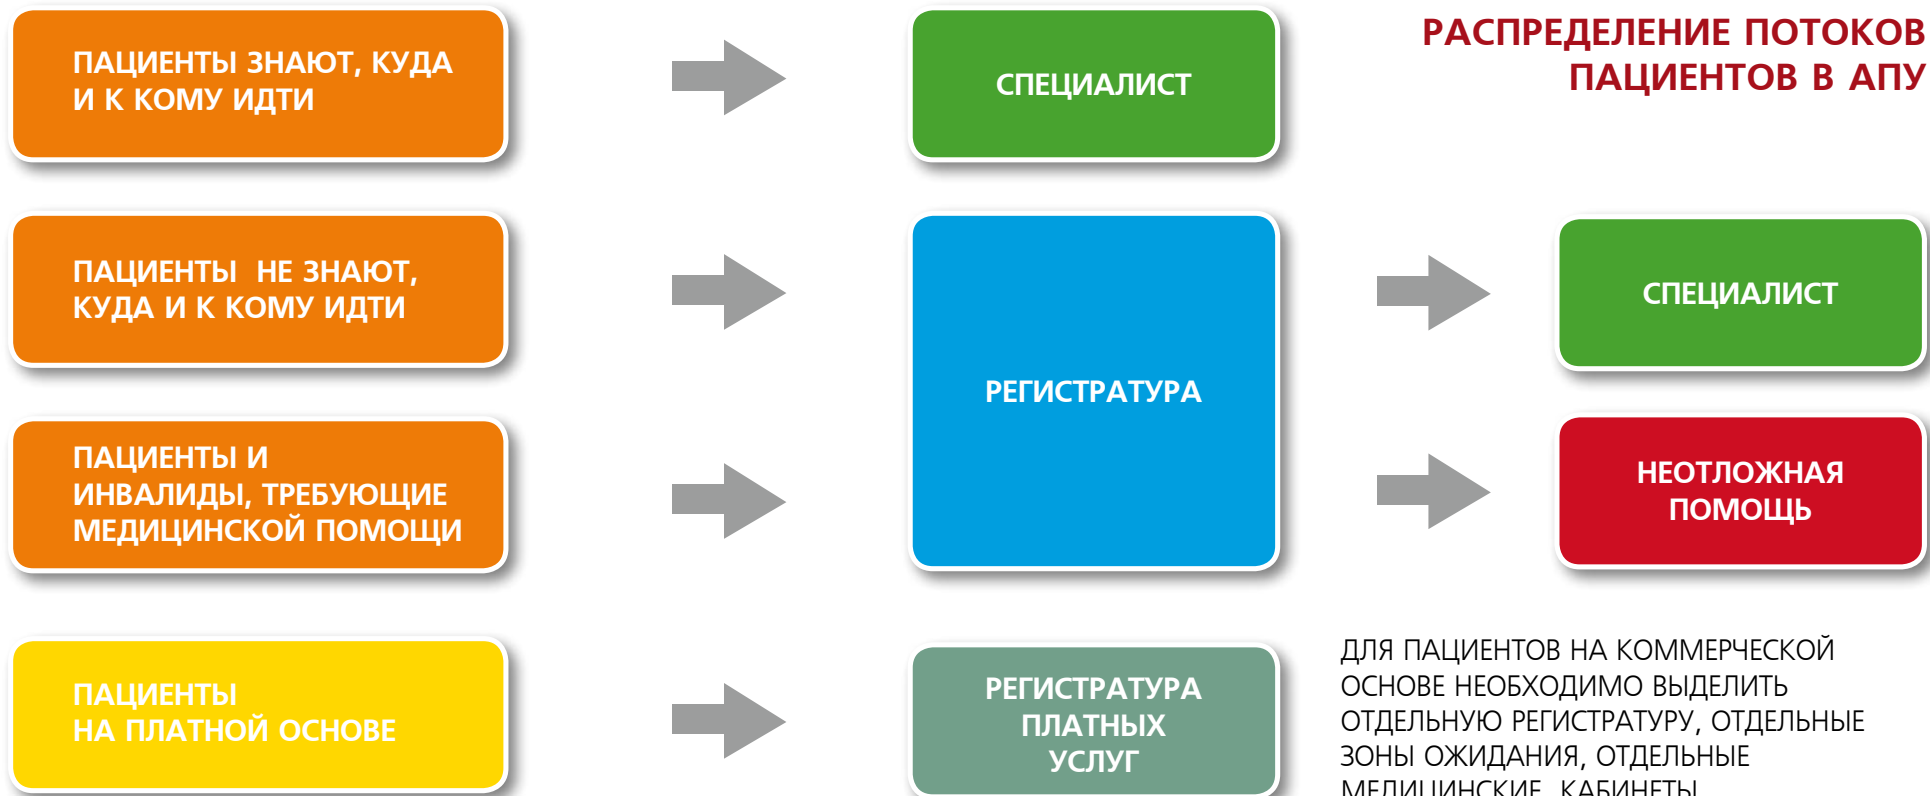 РАСПРЕДЕЛЕНИЕ ПОТОКОВ
ПАЦИЕНТОВ В АПУ
ПАЦИЕНТЫ ЗНАЮТ, КУДА
И К КОМУ ИДТИ
СПЕЦИАЛИСТ
ПАЦИЕНТЫ НЕ ЗНАЮТ,
КУДА И К КОМУ ИДТИ
РЕГИСТРАТУРА
СПЕЦИАЛИСТ
ПАЦИЕНТЫ И
ИНВАЛИДЫ, ТРЕБУЮЩИЕ
МЕДИЦИНСКОЙ ПОМОЩИ
НЕОТЛОЖНАЯ
ПОМОЩЬ
ПАЦИЕНТЫ
НА ПЛАТНОЙ ОСНОВЕ
РЕГИСТРАТУРА
ПЛАТНЫХ
УСЛУГ
ДЛЯ ПАЦИЕНТОВ НА КОММЕРЧЕСКОЙ
ОСНОВЕ НЕОБХОДИМО ВЫДЕЛИТЬ
ОТДЕЛЬНУЮ РЕГИСТРАТУРУ, ОТДЕЛЬНЫЕ
ЗОНЫ ОЖИДАНИЯ, ОТДЕЛЬНЫЕ
МЕДИЦИНСКИЕ КАБИНЕТЫ